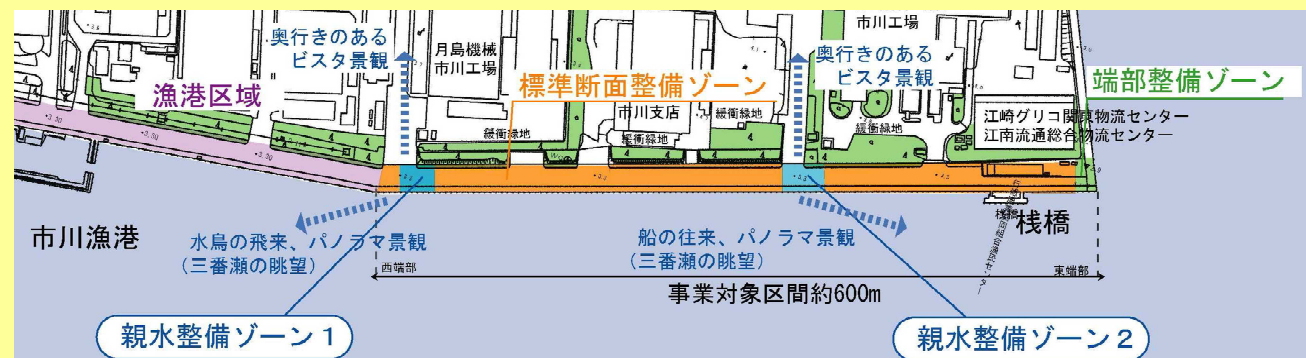 奥行きのある
ビスタ景観
月島機械
市川工場
漁港区域
標準断面整備ゾーン
市川支店
緩衝緑地
緩衝緑地
市川工場
奥行きのある
ビスタ景観
緩衝緑地
端部整備ゾーン
江崎グリコ関東物流センター
江南流通総合物流センター
市川漁港
水鳥の飛来、パノラマ景観
(三番瀬の眺望)
船の往来、パノラマ景観
(三番瀬の眺望)
桟橋
桟橋
西端部
東端部
事業対象区間約600m
親水整備ゾーン1
親水整備ゾーン2